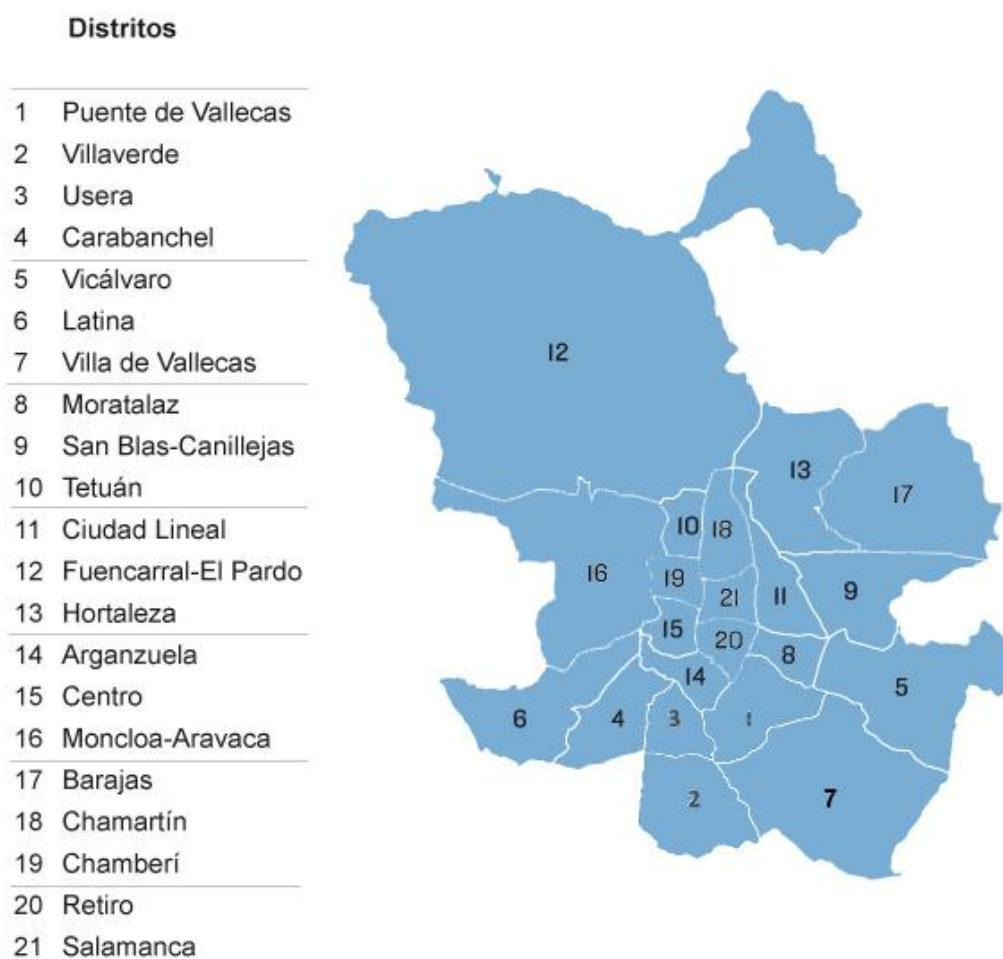 Distritos
1 Puente de Vallecas
2 Villaverde
3 Usera
4 Carabanchel
5 Vicálvaro
6 Latina
7 Villa de Vallecas
8 Moratalaz
9 San Blas-Canillejas
10 Tetuán
11 Ciudad Lineal
12 Fuencarral-El Pardo
13 Hortaleza
14 Arganzuela
15 Centro
16 Moncloa-Aravaca
17 Barajas
18 Chamartín
19 Chamberí
20 Retiro
21 Salamanca
12
13
17
10
18
16
19
21
11
9
15
20
8
14
5
6
4
3
1
2
7